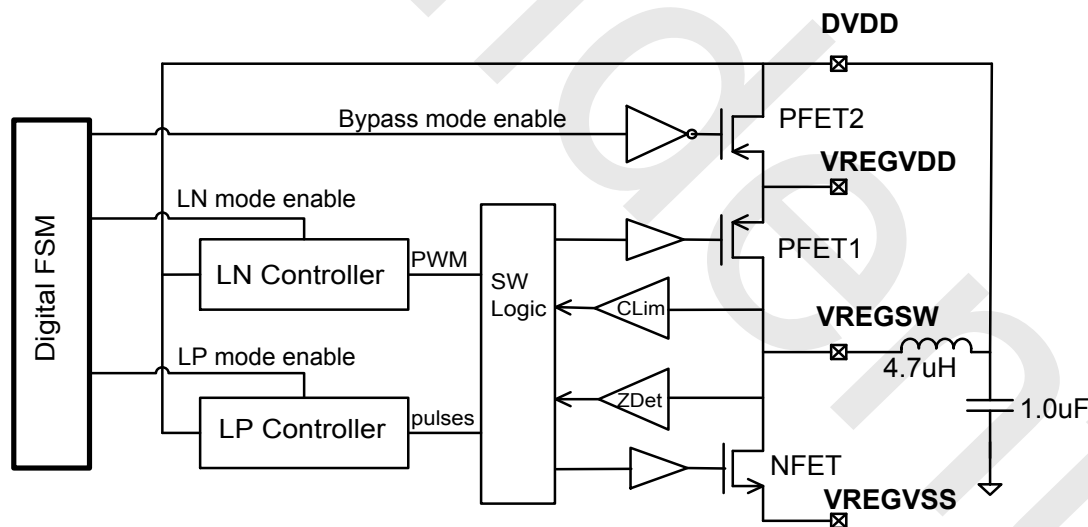 DVDD
Bypass mode enable
PFET2
VREGVDD
LN mode enable
PFET1
LN Controller
PWM
SW
Logic
CLim
VREGSW
4.7uH
Digital FSM
LP mode enable
ZDet
1.0uF
LP Controller
pulses
NFET
VREGVSS